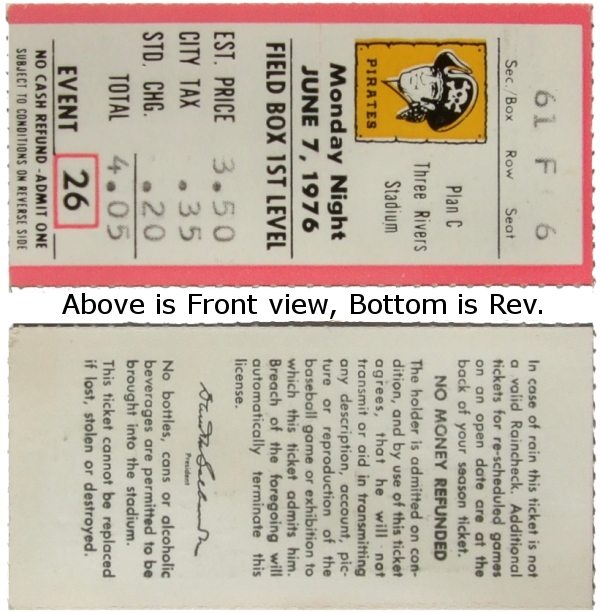 61 F 6
Sec./Box Row Seat
PIRATES
Plan C
Three Rivers
Stadium
Monday Night
JUNE 7, 1976
FIELD BOX 1ST LEVEL
EST. PRICE 3.50
CITY TAX .35
STD. CHG. .20
TOTAL 4.05
EVENT 26
NO CASH REFUND - ADMIT ONE
SUBJECT TO CONDITIONS ON REVERSE SIDE
Above is Front view, Bottom is Rev.
In case of rain this ticket is not
a valid Raincheck. Additional
tickets for re-scheduled games
on an open date are at the
back of your season ticket.
NO MONEY REFUNDED
The holder is admitted on con-
dition, and by use of this ticket
agrees, that he will not
transmit or aid in transmitting
any description, account, pic-
ture or reproduction of the
baseball game or exhibition to
which this ticket admits him.
Breach of the foregoing will
automatically terminate this
license.
President
No bottles, cans or alcoholic
beverages are permitted to be
brought into the stadium.
This ticket cannot be replaced
if lost, stolen or destroyed.